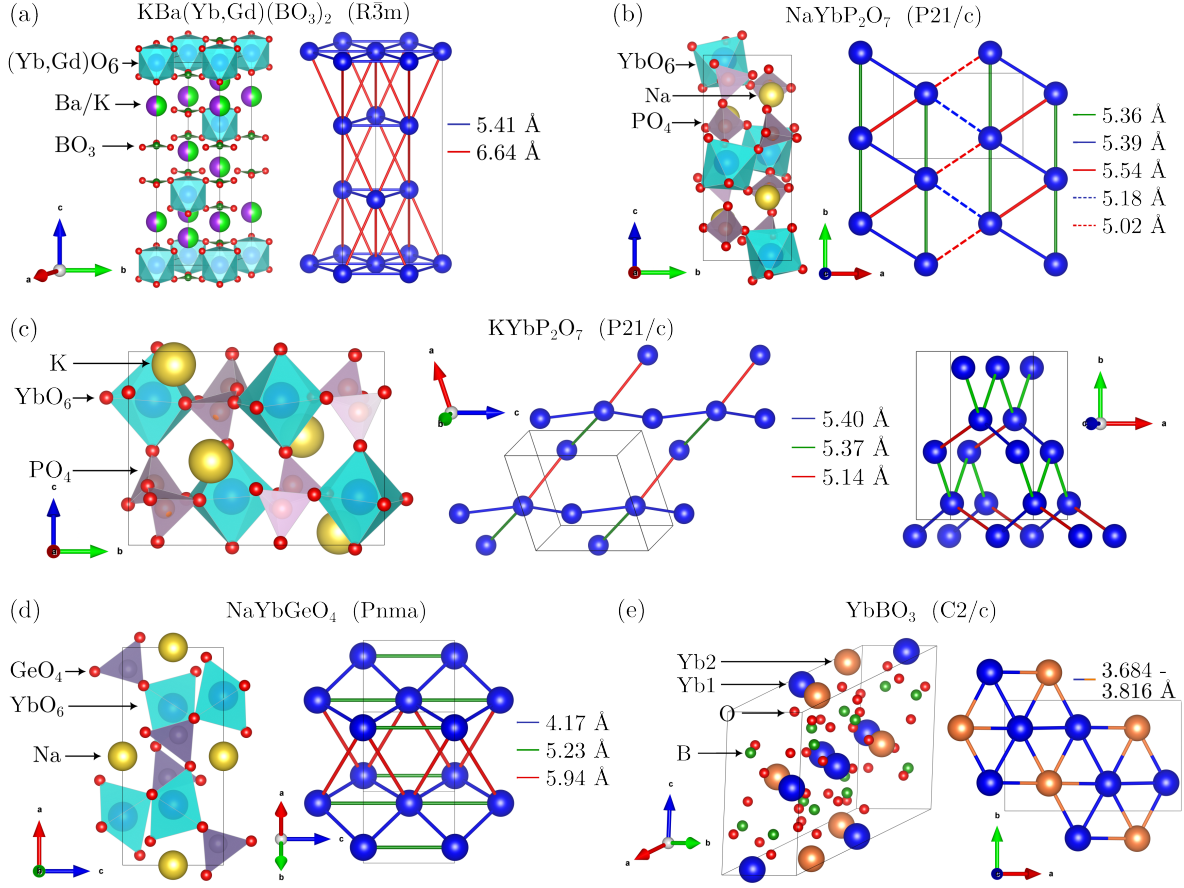 (a) KBa(Yb,Gd)(BO₃)₂ (R3̄m)
(Yb,Gd)O₆
Ba/K
BO₃
c
a
b
5.41 Å
6.64 Å
(b) NaYbP₂O₇ (P21/c)
YbO₆
Na
PO₄
c
a
b
b
c
a
5.36 Å
5.39 Å
5.54 Å
5.18 Å
5.02 Å
(c) KYbP₂O₇ (P21/c)
K
YbO₆
PO₄
c
a
b
a
b
c
5.40 Å
5.37 Å
5.14 Å
b
c
a
(d) NaYbGeO₄ (Pnma)
GeO₄
YbO₆
Na
a
b
c
a
c
b
4.17 Å
5.23 Å
5.94 Å
(e) YbBO₃ (C2/c)
Yb2
Yb1
O
B
c
b
a
3.684 -
3.816 Å
b
c
a